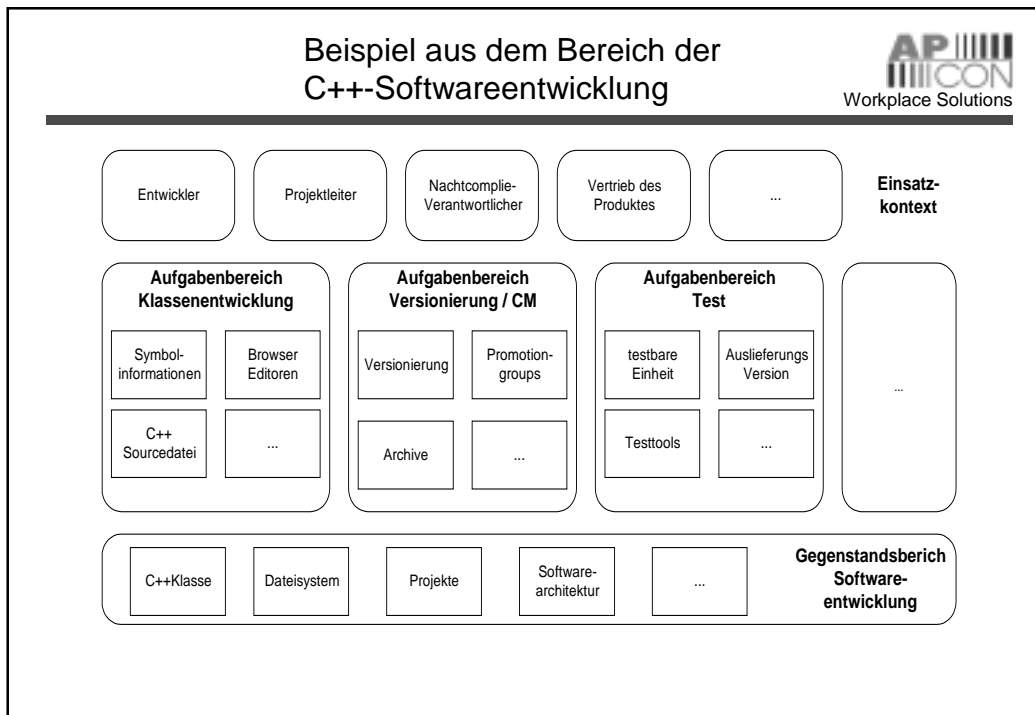 Beispiel aus dem Bereich der
C++-Softwareentwicklung
AP
CON
Workplace Solutions
Entwickler
Projektleiter
Nachtcomplie-
Verantwortlicher
Vertrieb des
Produktes
...
Einsatz-
kontext
Aufgabenbereich
Klassenentwicklung
Symbol-
informationen
Browser
Editoren
C++
Sourcedatei
...
Aufgabenbereich
Versionierung / CM
Versionierung
Promotion-
groups
Archive
...
Aufgabenbereich
Test
testbare
Einheit
Auslieferungs
Version
Testtools
...
...
C++Klasse
Dateisystem
Projekte
Software-
architektur
...
Gegenstandsberich
Software-
entwicklung